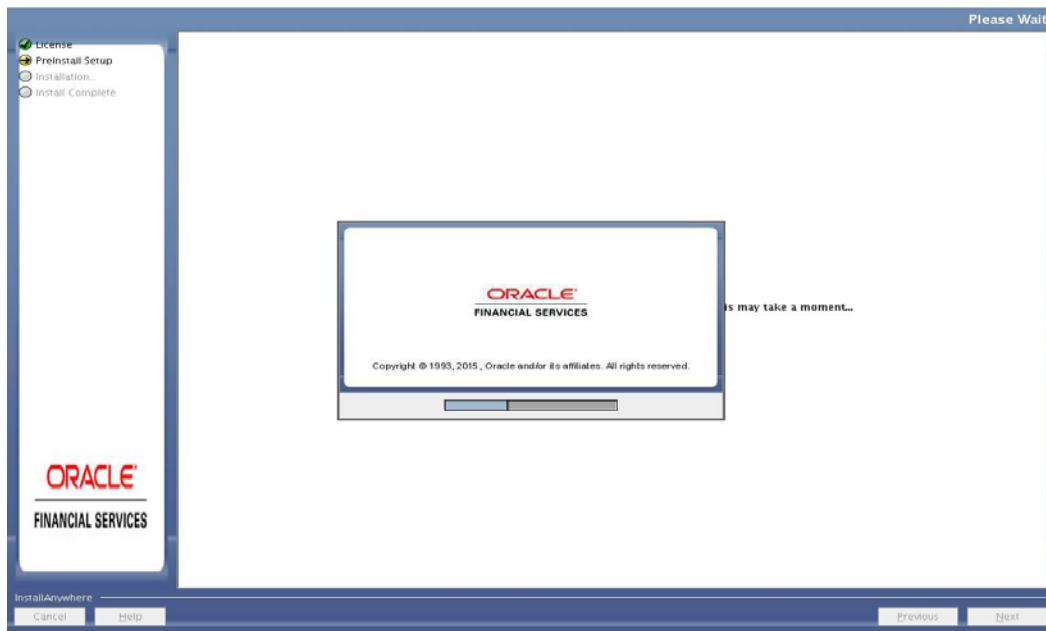 Please Wait
License
PreInstall Setup
Installation...
Install Complete
ORACLE
FINANCIAL SERVICES
is may take a moment...
Copyright © 1993, 2015 , Oracle and/or its affiliates. All rights reserved.
ORACLE
FINANCIAL SERVICES
InstallAnywhere
Cancel
Help
Previous
Next